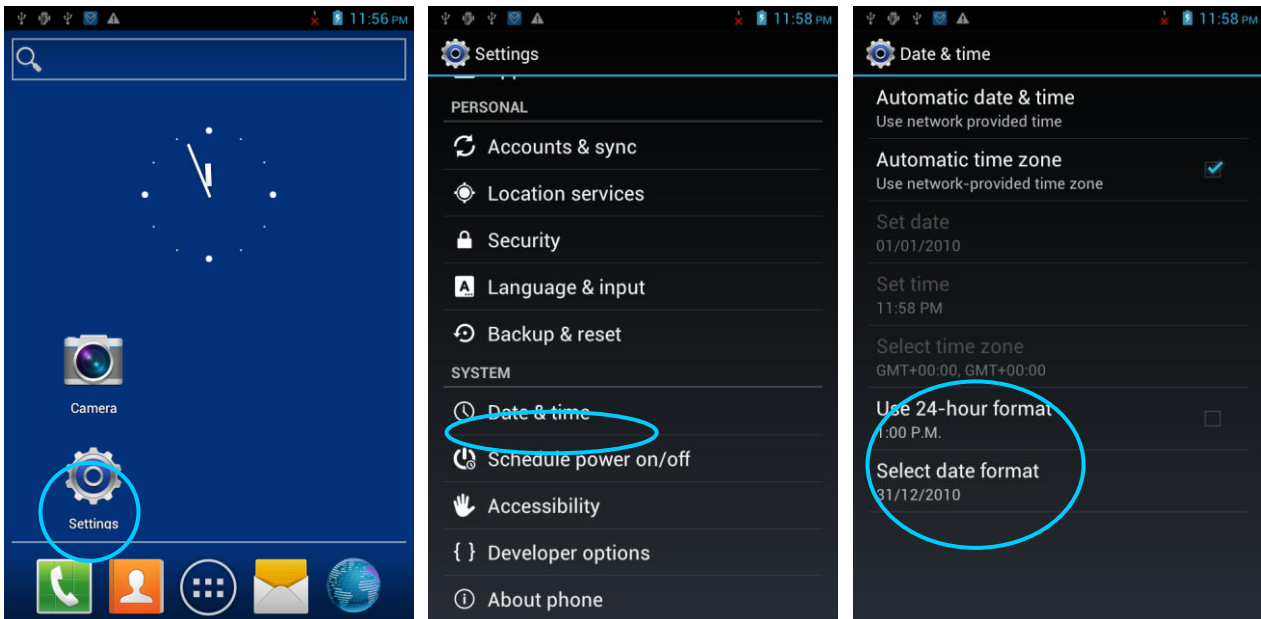 11:56 PM
Camera
Settings
11:58 PM
Settings
PERSONAL
Accounts & sync
Location services
Security
Language & input
Backup & reset
SYSTEM
Date & time
Schedule power on/off
Accessibility
{ } Developer options
About phone
11:58 PM
Date & time
Automatic date & time
Use network provided time
Automatic time zone
Use network-provided time zone
Set date
01/01/2010
Set time
11:58 PM
Select time zone
GMT+00:00, GMT+00:00
Use 24-hour format
1:00 P.M.
Select date format
31/12/2010